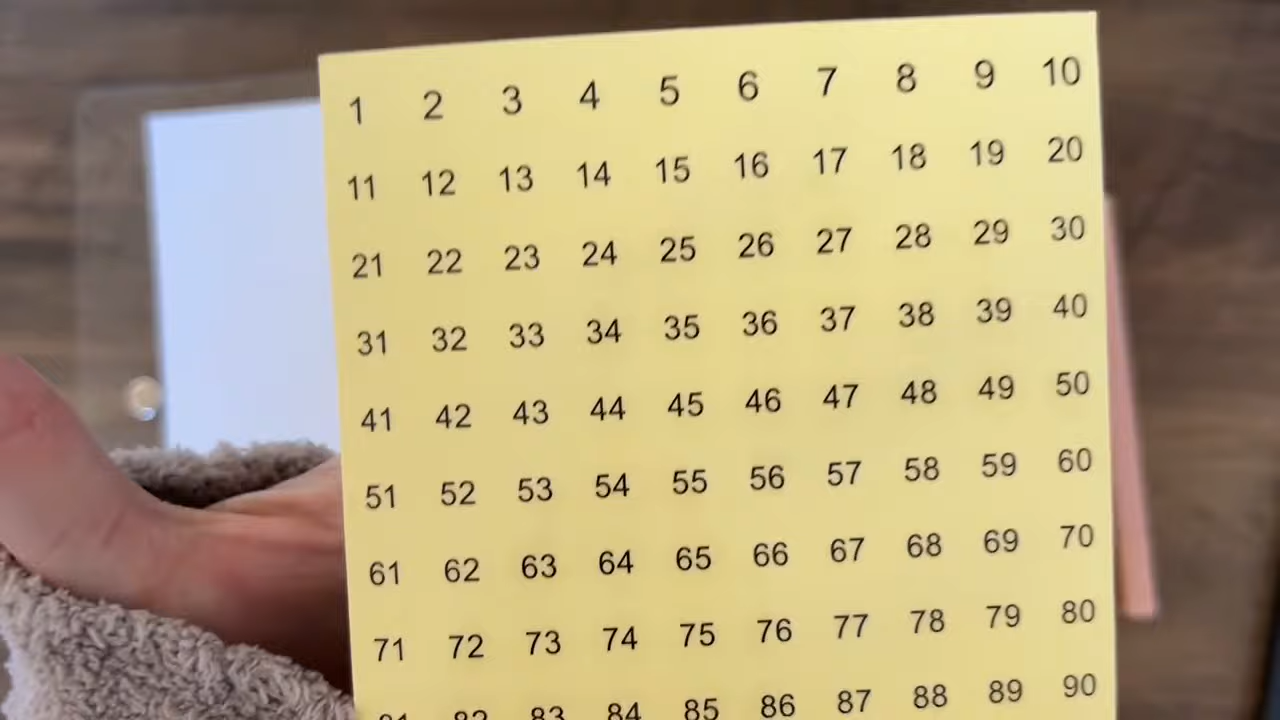 1 2 3 4 5 6 7 8 9 10
11 12 13 14 15 16 17 18 19 20
21 22 23 24 25 26 27 28 29 30
31 32 33 34 35 36 37 38 39 40
41 42 43 44 45 46 47 48 49 50
51 52 53 54 55 56 57 58 59 60
61 62 63 64 65 66 67 68 69 70
71 72 73 74 75 76 77 78 79 80
81 82 83 84 85 86 87 88 89 90